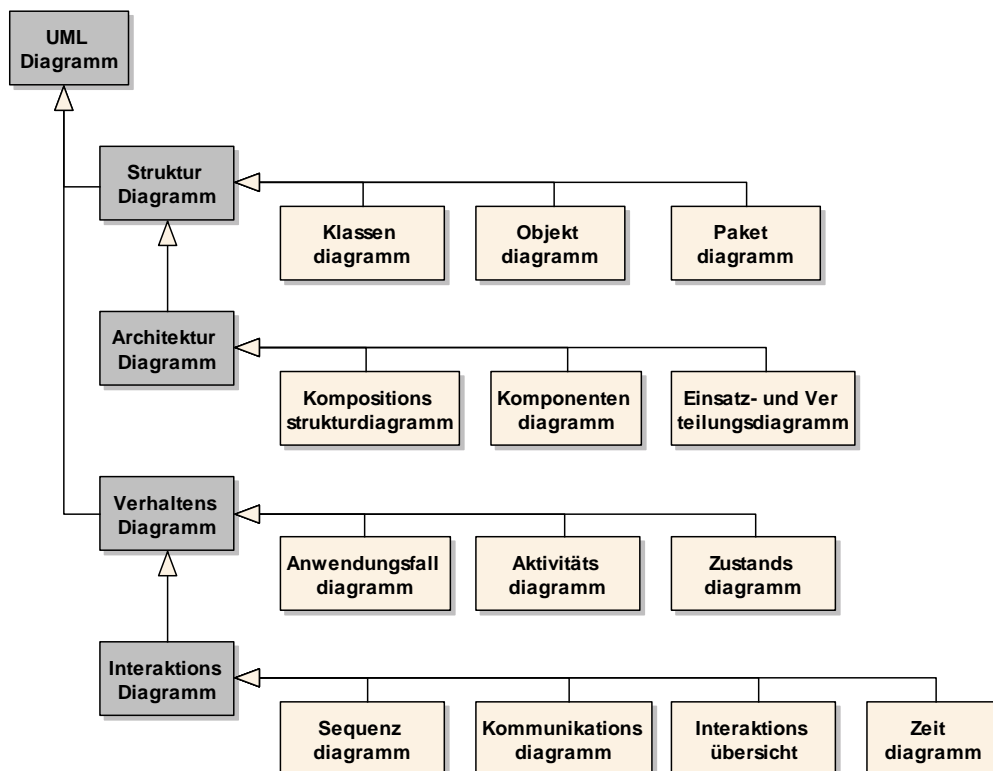 UML
Diagramm
Struktur
Diagramm
Klassen
diagramm
Objekt
diagramm
Paket
diagramm
Architektur
Diagramm
Kompositions
strukturdiagramm
Komponenten
diagramm
Einsatz- und Ver
teilungsdiagramm
Verhaltens
Diagramm
Anwendungsfall
diagramm
Aktivitäts
diagramm
Zustands
diagramm
Interaktions
Diagramm
Sequenz
diagramm
Kommunikations
diagramm
Interaktions
übersicht
Zeit
diagramm